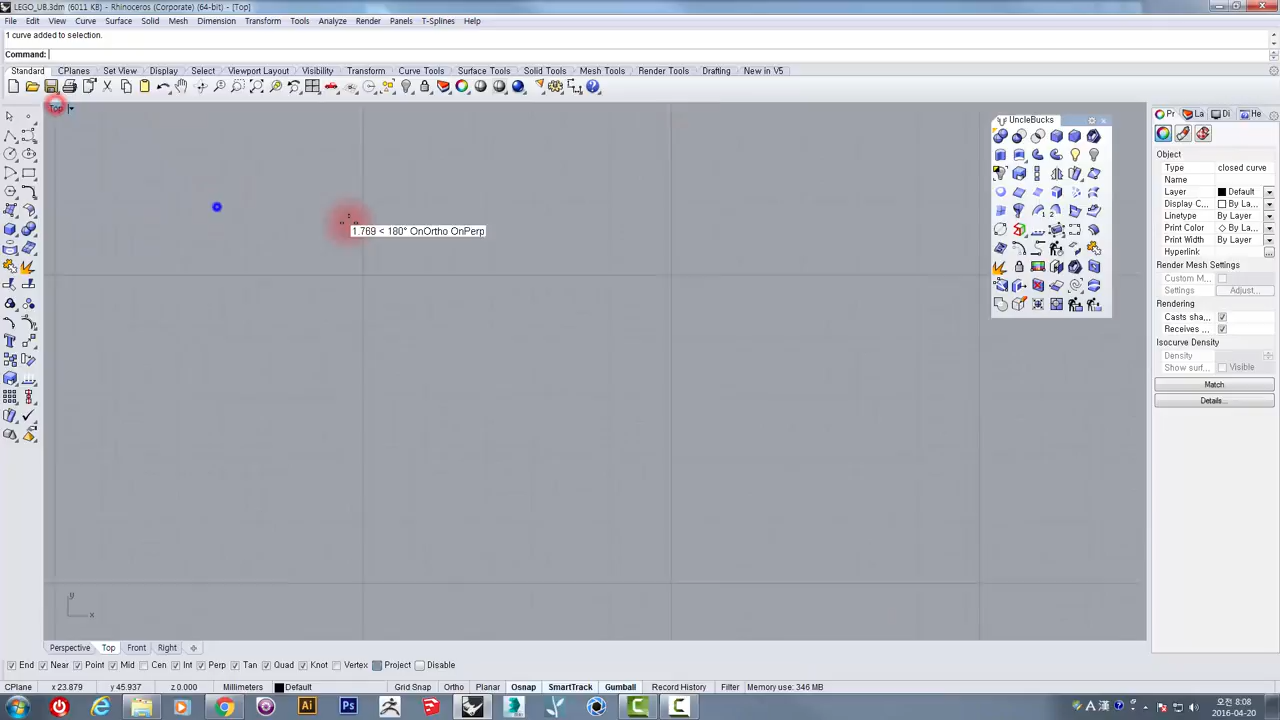 LEGO_UB.3dm (6011 KB) - Rhinoceros (Corporate) (64-bit) - [Top]
File Edit View Curve Surface Solid Mesh Dimension Transform Tools Analyze Render Panels T-Splines Help
1 curve added to selection.
Command:
Standard CPlanes Set View Display Select Viewport Layout Visibility Transform Curve Tools Surface Tools Solid Tools Mesh Tools Render Tools Drafting New in V5
Top
UncleBucks
Pr La Di He
Object
Type closed curve
Name
Layer Default
Display C... By L...
Linetype By Layer
Print Color By L...
Print Width By Layer
Hyperlink ...
Render Mesh Settings
Custom M...
Settings Adjust...
Rendering
Casts sha...
Receives ...
Isocurve Density
Density
Show surf... Visible
Match
Details...
1.769 < 180° OnOrtho OnPerp
y
x
Perspective Top Front Right
End Near Point Mid Cen Int Perp Tan Quad Knot Vertex Project Disable
CPlane x 23.879 y 45.937 z 0.000 Millimeters Default Grid Snap Ortho Planar Osnap SmartTrack Gumball Record History Filter Memory use: 346 MB
Ai Ps A 漢
오전 8:08
2016-04-20